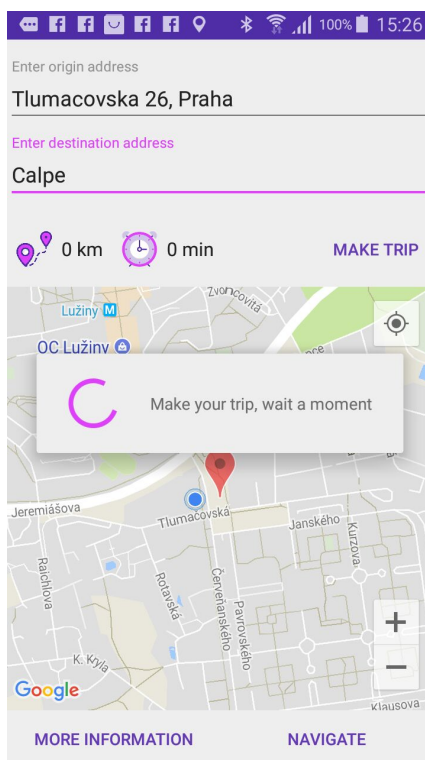 100% 15:26
Enter origin address
Tlumacovska 26, Praha
Enter destination address
Calpe
0 km 0 min MAKE TRIP
Lužiny M
OC Lužiny
Make your trip, wait a moment
Jeremiášova
Tlumačovská
Janského
Kurzova
Raichlova
Rotavská
Červeňanského
Pavrovského
K. Kryla
+
−
Google
Klausova
MORE INFORMATION NAVIGATE